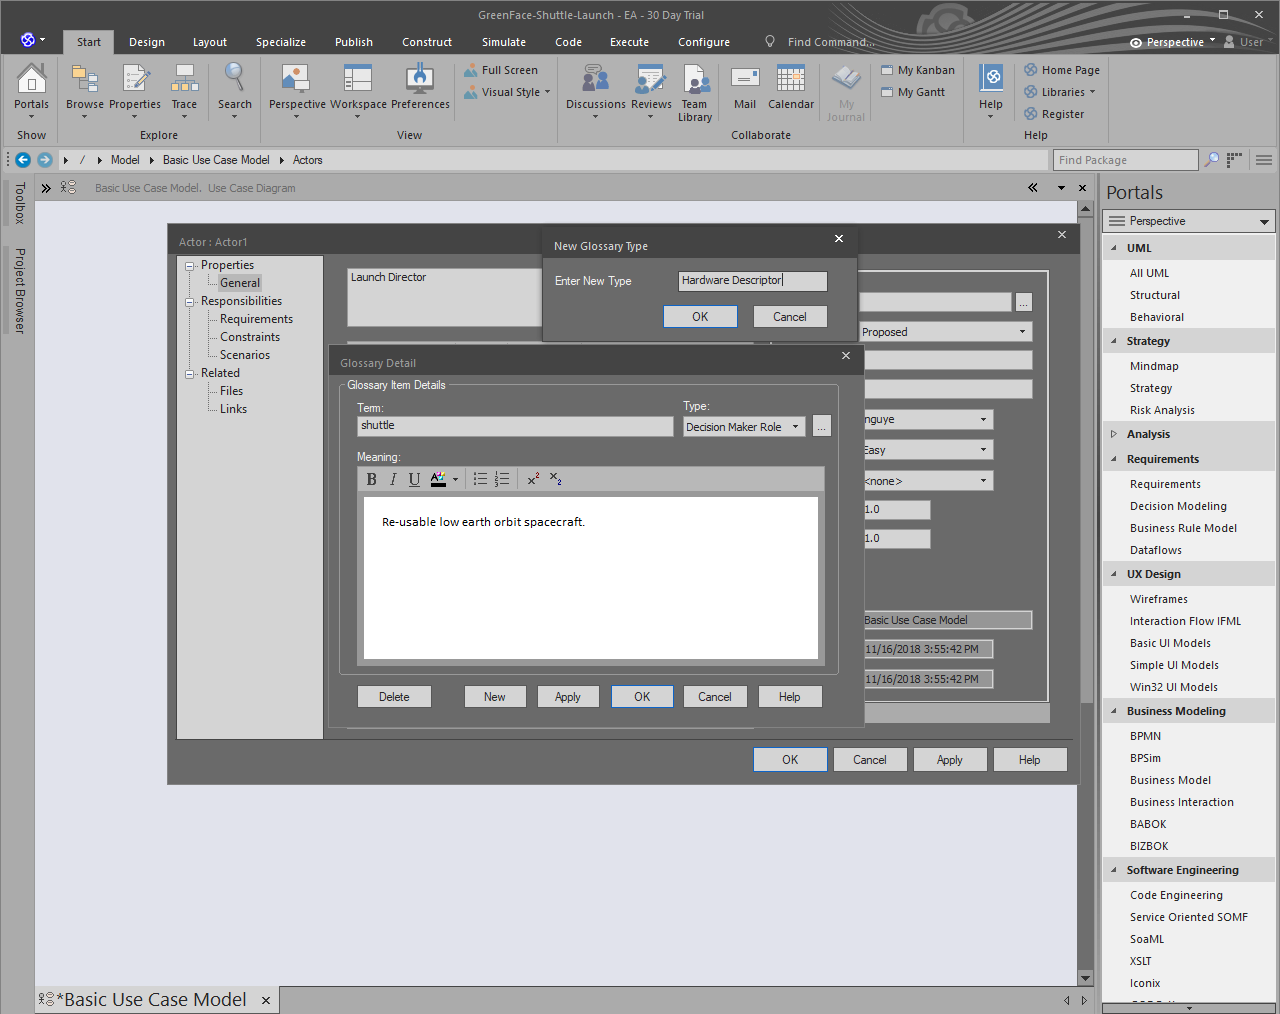 GreenFace-Shuttle-Launch - EA - 30 Day Trial
Start Design Layout Specialize Publish Construct Simulate Code Execute Configure Find Command... Perspective User
Portals Browse Properties Trace Search Perspective Workspace Preferences Full Screen Visual Style Discussions Reviews Team Library Mail Calendar My Journal My Kanban My Gantt Help Home Page Libraries Register
Show Explore View Collaborate Help
/ Model Basic Use Case Model Actors Find Package
Toolbox
Project Browser
Basic Use Case Model. Use Case Diagram
Actor : Actor1
Properties
General
Responsibilities
Requirements
Constraints
Scenarios
Related
Files
Links
Launch Director
New Glossary Type
Enter New Type Hardware Descriptor
OK Cancel
...
Proposed
nguye
Easy
<none>
1.0
1.0
Basic Use Case Model
11/16/2018 3:55:42 PM
11/16/2018 3:55:42 PM
Glossary Detail
Glossary Item Details
Term: Type:
shuttle Decision Maker Role ...
Meaning:
B I U A x² x₂
Re-usable low earth orbit spacecraft.
Delete New Apply OK Cancel Help
OK Cancel Apply Help
*Basic Use Case Model
Portals
Perspective
UML
All UML
Structural
Behavioral
Strategy
Mindmap
Strategy
Risk Analysis
Analysis
Requirements
Requirements
Decision Modeling
Business Rule Model
Dataflows
UX Design
Wireframes
Interaction Flow IFML
Basic UI Models
Simple UI Models
Win32 UI Models
Business Modeling
BPMN
BPSim
Business Model
Business Interaction
BABOK
BIZBOK
Software Engineering
Code Engineering
Service Oriented SOMF
SoaML
XSLT
Iconix